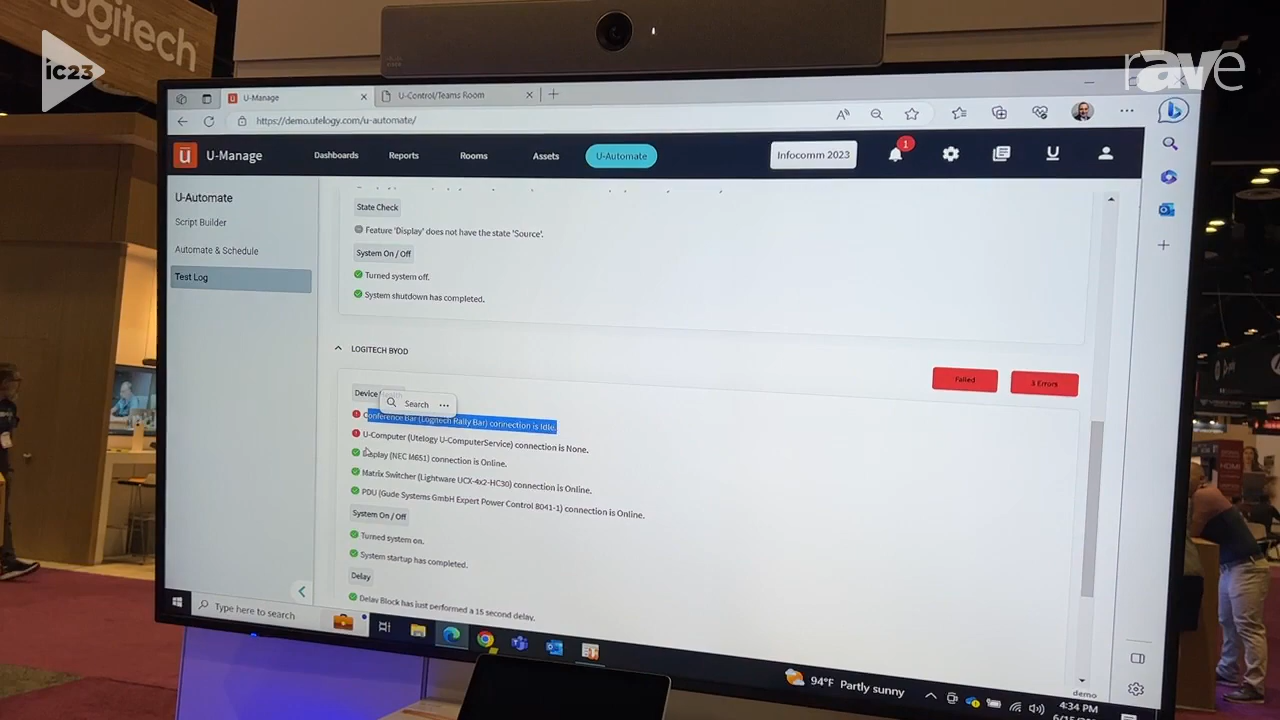 logitech
ic23
rave
CISCO
U-Manage
U-Control/Teams Room
https://demo.utelogy.com/u-automate/
U-Manage
Dashboards
Reports
Rooms
Assets
U-Automate
Infocomm 2023
1
U-Automate
Script Builder
Automate & Schedule
Test Log
State Check
Feature 'Display' does not have the state 'Source'.
System On / Off
Turned system off.
System shutdown has completed.
LOGITECH BYOD
Failed
3 Errors
Device Health
Search
Conference Bar (Logitech Rally Bar) connection is Idle.
U-Computer (Utelogy U-ComputerService) connection is None.
Display (NEC M651) connection is Online.
Matrix Switcher (Lightware UCX-4x2-HC30) connection is Online.
PDU (Gude Systems GmbH Expert Power Control 8041-1) connection is Online.
System On / Off
Turned system on.
System startup has completed.
Delay
Delay Block has just performed a 15 second delay.
Type here to search
94°F Partly sunny
demo
4:34 PM
HDMI